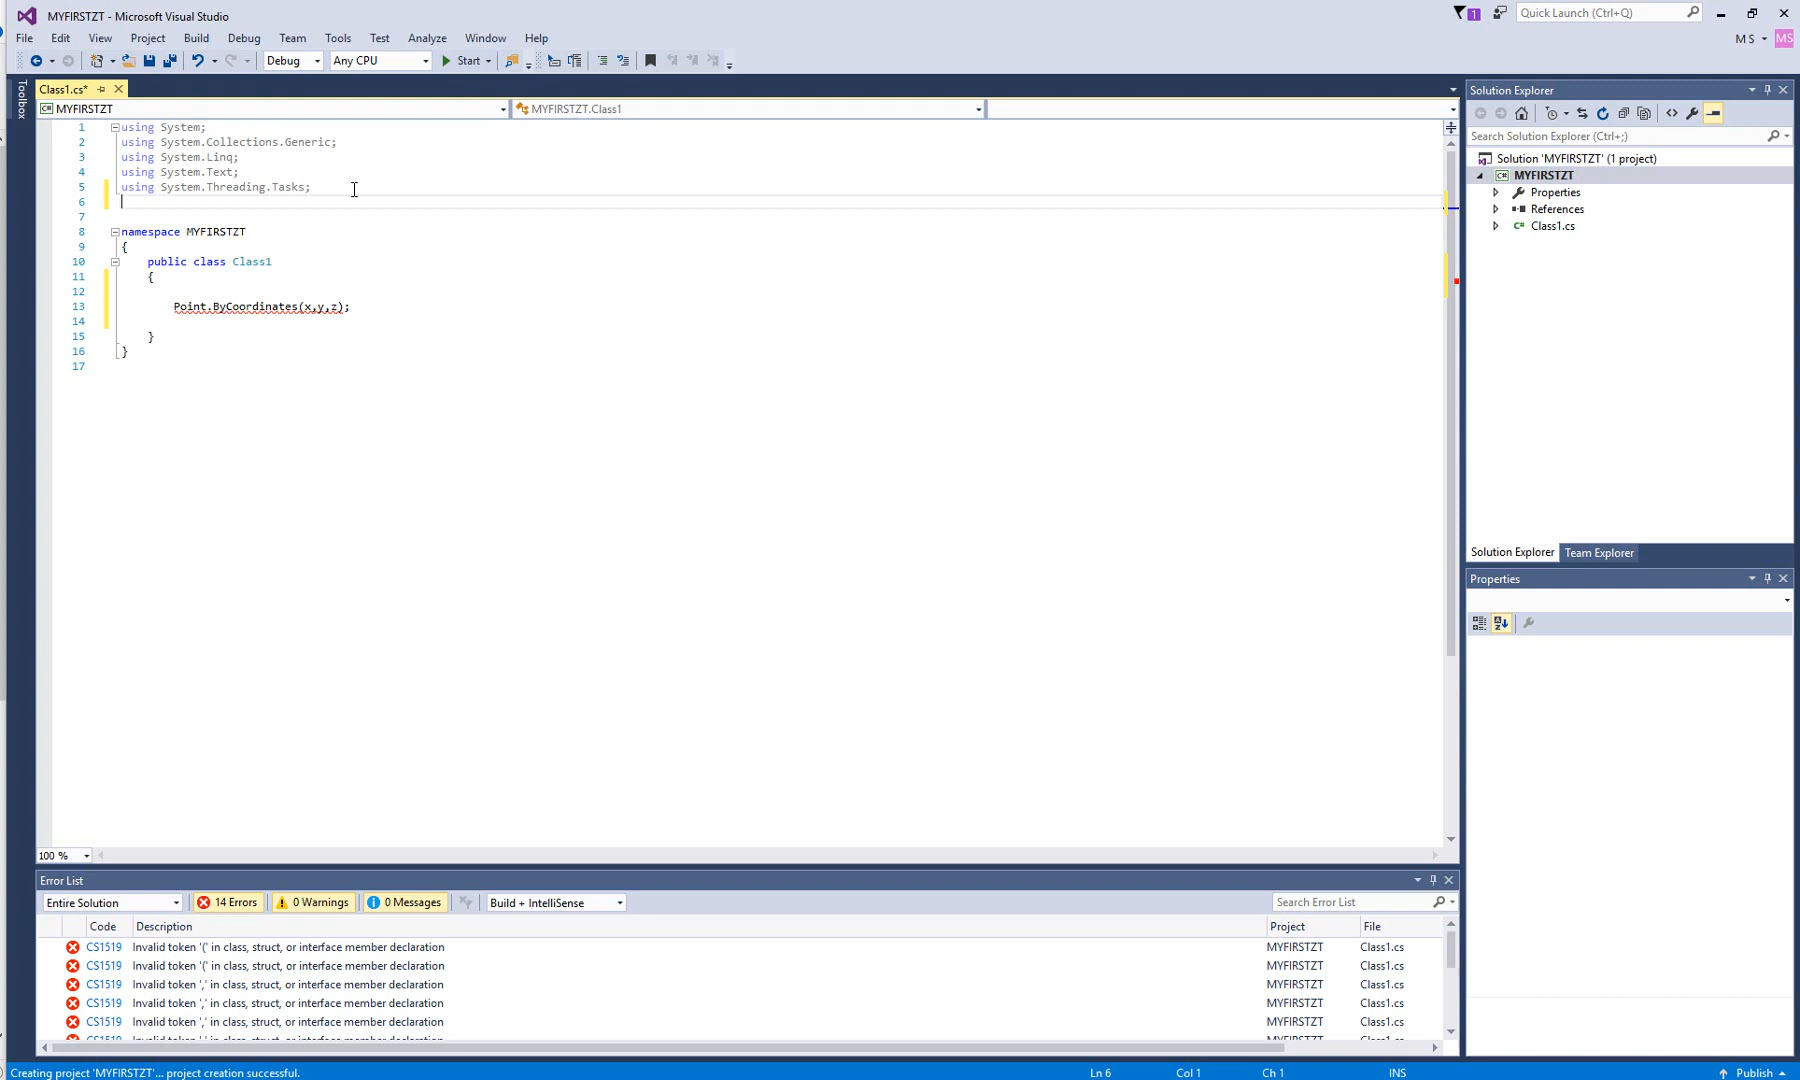 MYFIRSTZT - Microsoft Visual Studio
1
Quick Launch (Ctrl+Q)
File Edit View Project Build Debug Team Tools Test Analyze Window Help
M S MS
Debug Any CPU Start
Toolbox
Class1.cs*
MYFIRSTZT MYFIRSTZT.Class1
1 using System;
2 using System.Collections.Generic;
3 using System.Linq;
4 using System.Text;
5 using System.Threading.Tasks;
6
7
8 namespace MYFIRSTZT
9 {
10 public class Class1
11 {
12
13 Point.ByCoordinates(x,y,z);
14
15 }
16 }
17
100 %
Solution Explorer
Search Solution Explorer (Ctrl+;)
Solution 'MYFIRSTZT' (1 project)
C# MYFIRSTZT
Properties
References
C# Class1.cs
Solution Explorer Team Explorer
Properties
Error List
Entire Solution 14 Errors 0 Warnings 0 Messages Build + IntelliSense Search Error List
Code Description Project File
CS1519 Invalid token '(' in class, struct, or interface member declaration MYFIRSTZT Class1.cs
CS1519 Invalid token '(' in class, struct, or interface member declaration MYFIRSTZT Class1.cs
CS1519 Invalid token ',' in class, struct, or interface member declaration MYFIRSTZT Class1.cs
CS1519 Invalid token ',' in class, struct, or interface member declaration MYFIRSTZT Class1.cs
CS1519 Invalid token ',' in class, struct, or interface member declaration MYFIRSTZT Class1.cs
Creating project 'MYFIRSTZT'... project creation successful. Ln 6 Col 1 Ch 1 INS Publish